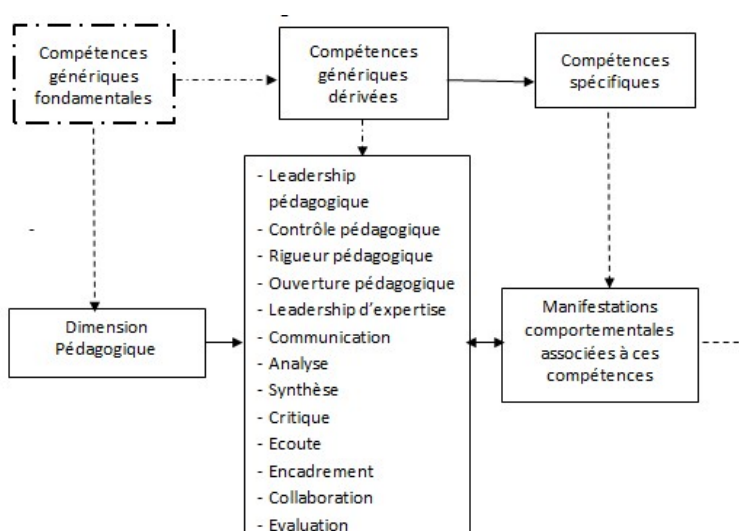 Compétences
génériques
fondamentales
Compétences
génériques
dérivées
Compétences
spécifiques
- Leadership
pédagogique
- Contrôle pédagogique
- Rigueur pédagogique
- Ouverture pédagogique
- Leadership d'expertise
- Communication
- Analyse
- Synthèse
- Critique
- Ecoute
- Encadrement
- Collaboration
- Evaluation
Dimension
Pédagogique
Manifestations
comportementales
associées à ces
compétences